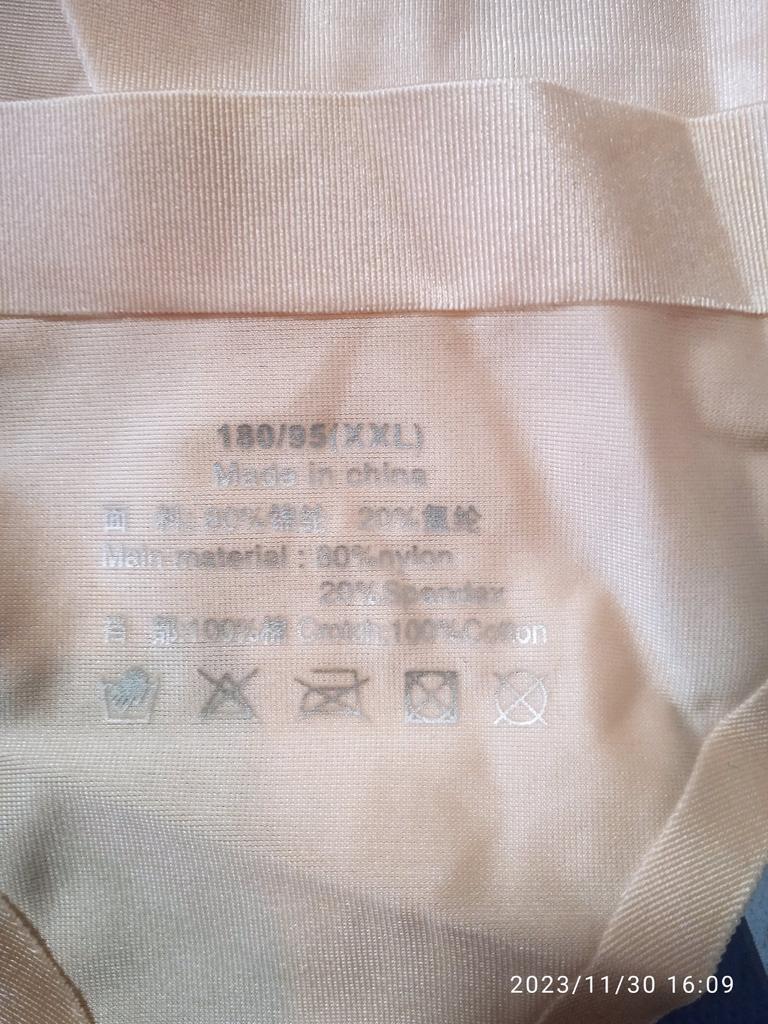 180/95(XXL)
Made in china
面 料: 80%锦纶 20%氨纶
Main material : 80%nylon
20%Spandex
部:100%棉 Crotch:100%Cotton
2023/11/30 16:09